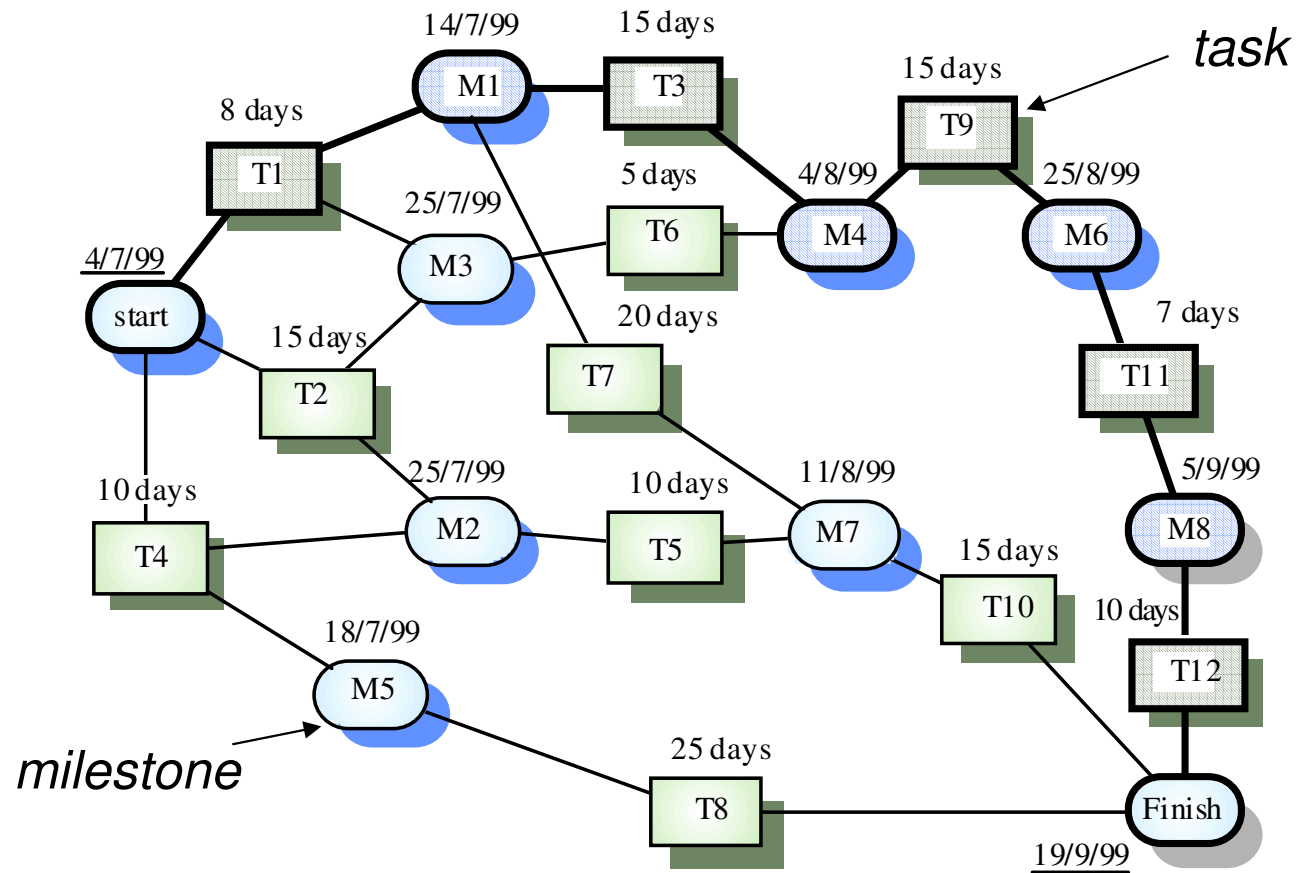 14/7/99
15 days
task
M1
T3
15 days
T9
8 days
T1
5 days
4/8/99
25/8/99
25/7/99
T6
M4
M6
M3
4/7/99
start
15 days
20 days
7 days
T2
T7
T11
25/7/99
11/8/99
5/9/99
10 days
10 days
M2
T5
M7
M8
T4
15 days
T10
10 days
18/7/99
M5
T12
milestone
25 days
T8
Finish
19/9/99